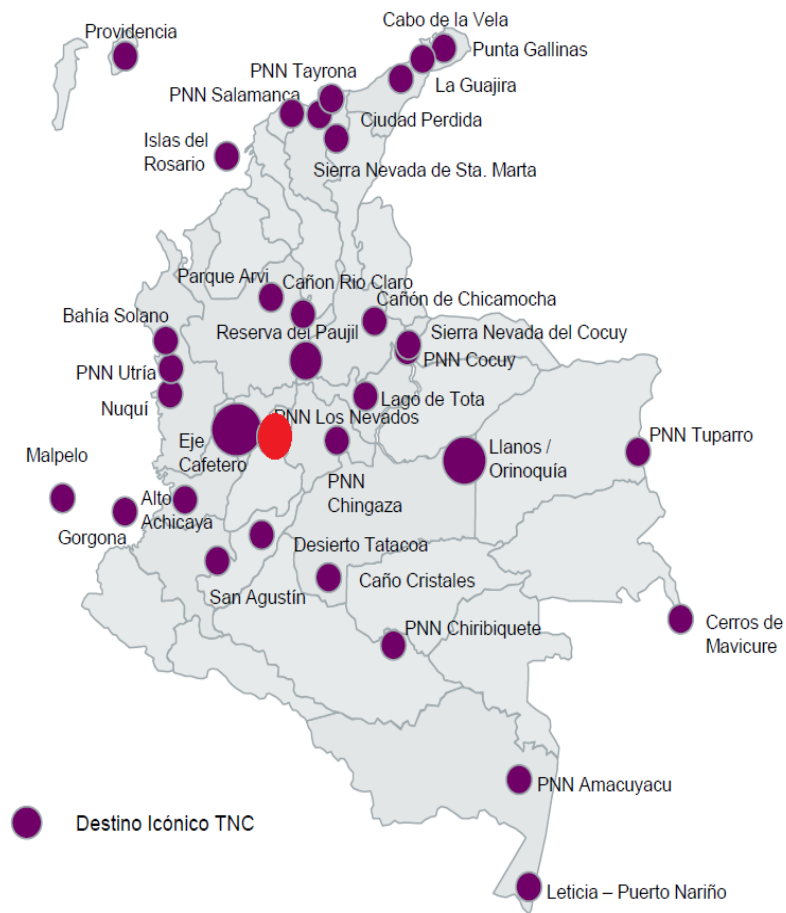 Cabo de la Vela
Providencia
Punta Gallinas
PNN Tayrona
La Guajira
PNN Salamanca
Ciudad Perdida
Islas del
Rosario
Sierra Nevada de Sta. Marta
Parque Arvi
Cañon Rio Claro
Cañón de Chicamocha
Bahía Solano
Reserva del Paujil
Sierra Nevada del Cocuy
PNN Cocuy
PNN Utría
Lago de Tota
Nuquí
PNN Los Nevados
Eje
Cafetero
Llanos /
Orinoquía
PNN Tuparro
Malpelo
PNN
Chingaza
Alto
Achicaya
Gorgona
Desierto Tatacoa
Caño Cristales
San Agustín
PNN Chiribiquete
Cerros de
Mavicure
PNN Amacuyacu
Destino Icónico TNC
Leticia – Puerto Nariño